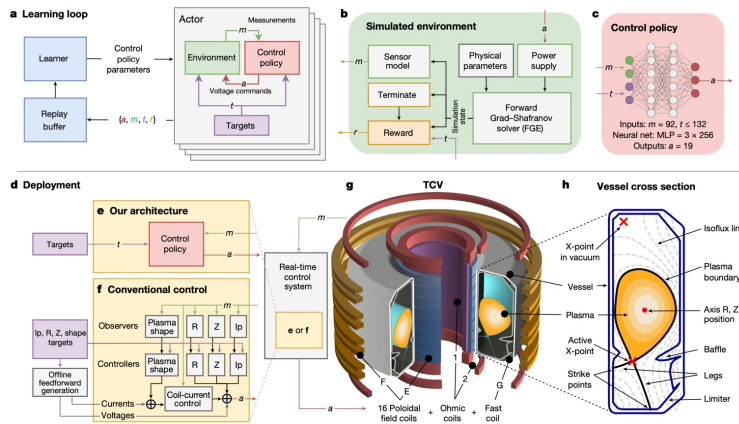 a Learning loop
Actor
Measurements
m
Learner
Control
policy
parameters
Environment
Control
policy
a
Voltage commands
t
Replay
buffer
{a, m, t, r}
Targets
b Simulated environment
a
m
Sensor
model
Physical
parameters
Power
supply
Terminate
Simulation
state
Forward
Grad–Shafranov
solver (FGE)
r
Reward
t
c Control policy
m
t
a
Inputs: m = 92, t ≤ 132
Neural net: MLP = 3 × 256
Outputs: a = 19
d Deployment
e Our architecture
m
Targets
t
Control
policy
a
f Conventional control
m
Observers
Plasma
shape
R
Z
Ip
Ip, R, Z, shape
targets
Controllers
Plasma
shape
R
Z
Ip
Offline
feedforward
generation
Coil-current
control
Currents
Voltages
a
m
Real-time
control
system
e or f
a
g TCV
Vessel
Plasma
1
2
F
E
G
16 Poloidal
field coils
+
Ohmic
coils
+
Fast
coil
h Vessel cross section
X-point
in vacuum
Isoflux lin
Plasma
boundary
Axis R, Z
position
Active
X-point
Baffle
Strike
points
Legs
Limiter